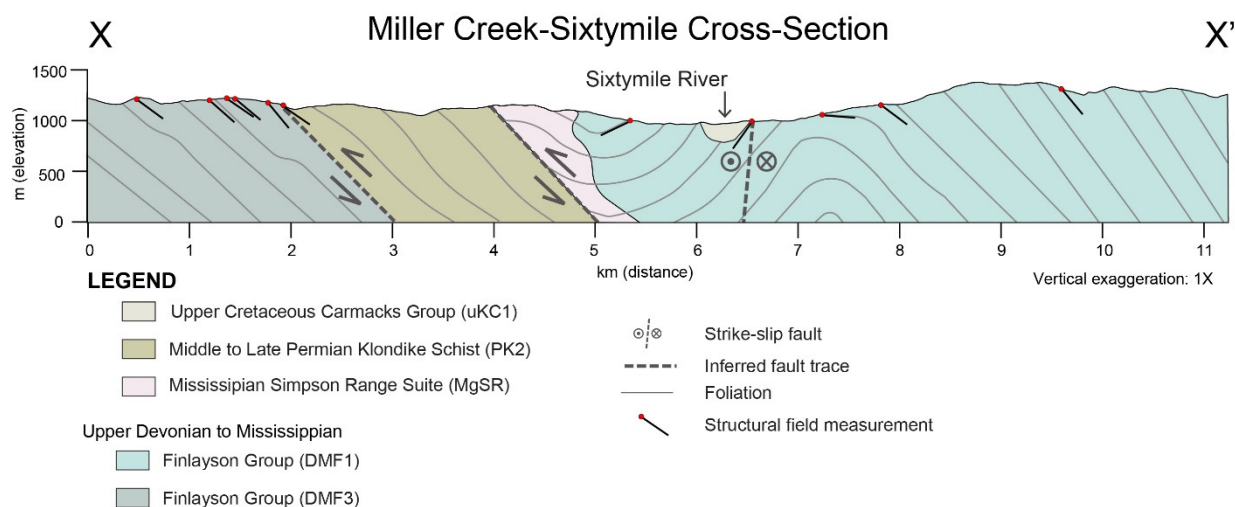 X
Miller Creek-Sixtymile Cross-Section
X'
Sixtymile River
m (elevation)
1500
1000
500
0
0
1
2
3
4
5
6
7
8
9
10
11
km (distance)
Vertical exaggeration: 1X
LEGEND
Upper Cretaceous Carmacks Group (uKC1)
Middle to Late Permian Klondike Schist (PK2)
Mississipian Simpson Range Suite (MgSR)
Upper Devonian to Mississippian
Finlayson Group (DMF1)
Finlayson Group (DMF3)
Strike-slip fault
Inferred fault trace
Foliation
Structural field measurement